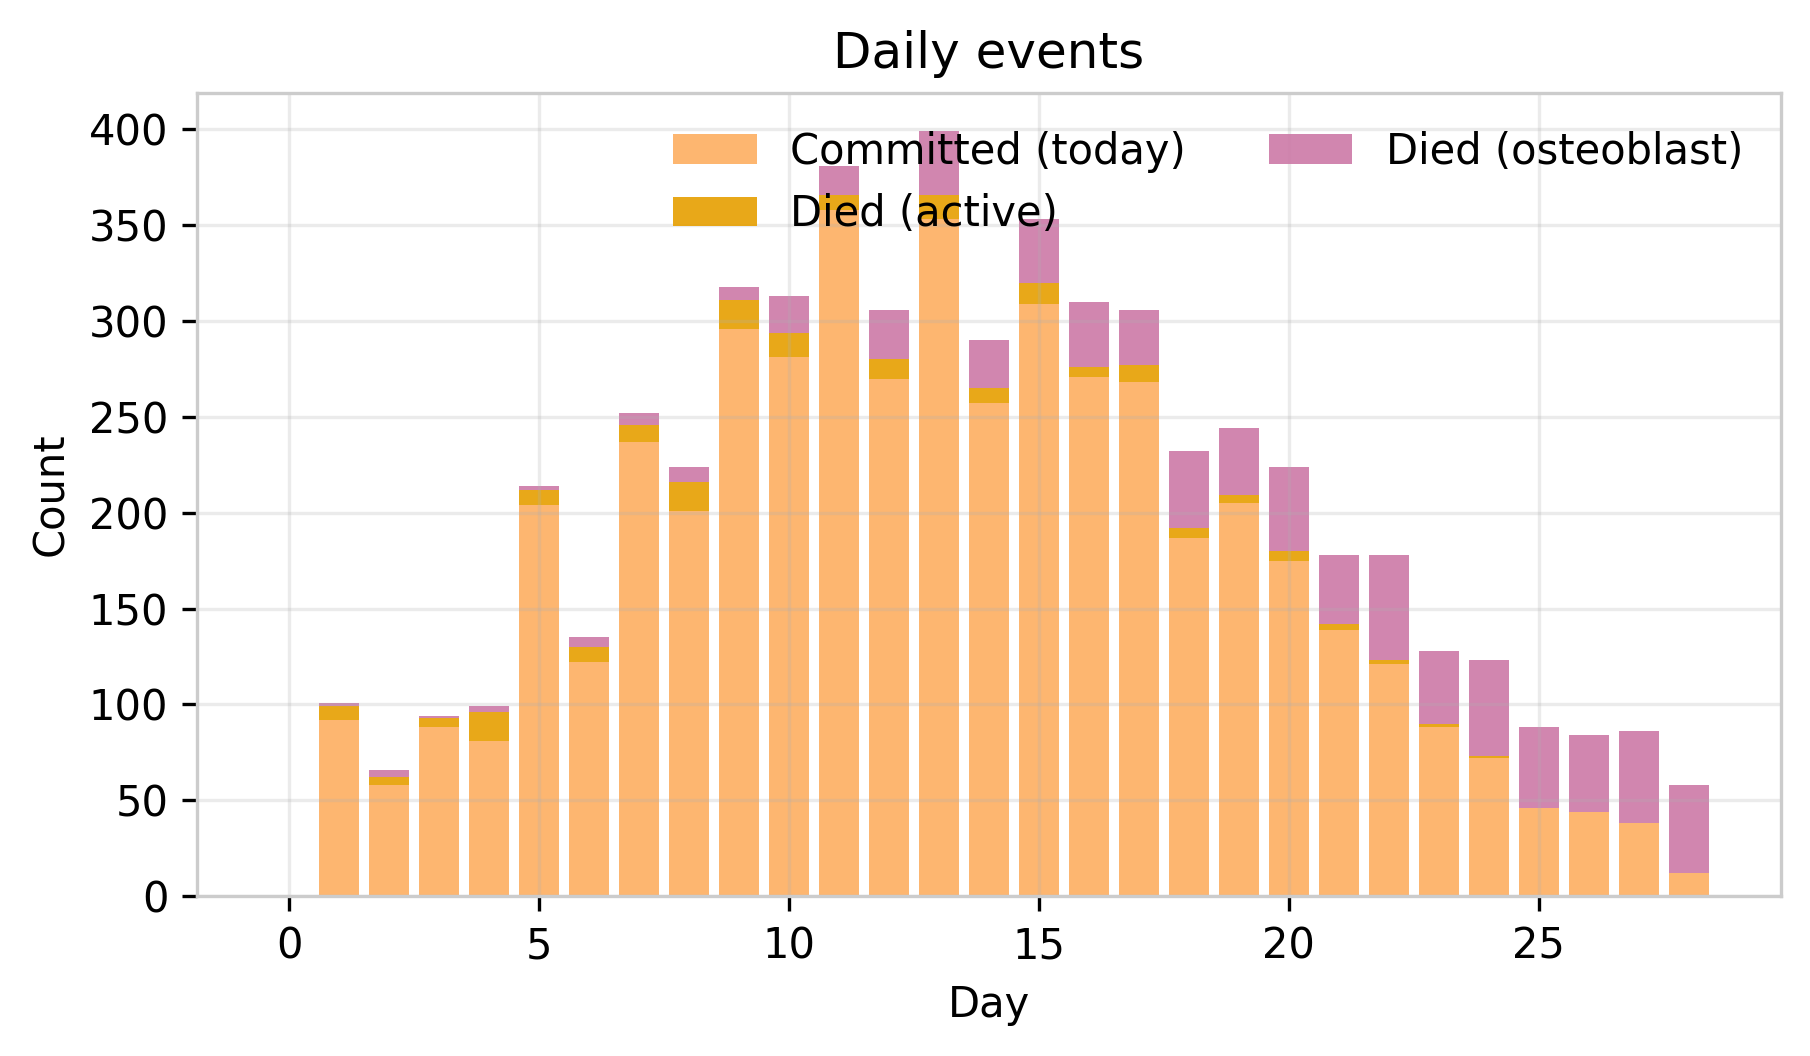 Daily events
Committed (today)
Died (active)
Died (osteoblast)
Count
400
350
300
250
200
150
100
50
0
0 5 10 15 20 25
Day